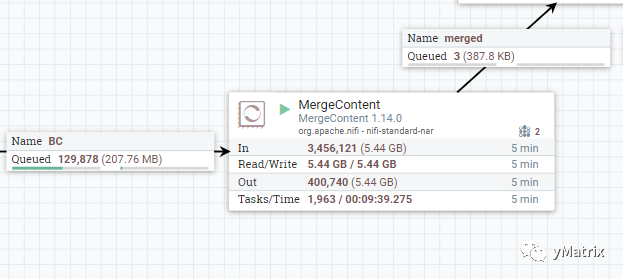 Name merged
Queued 3 (387.8 KB)
MergeContent
MergeContent 1.14.0
org.apache.nifi - nifi-standard-nar
2
Name BC
Queued 129,878 (207.76 MB)
In 3,456,121 (5.44 GB) 5 min
Read/Write 5.44 GB / 5.44 GB 5 min
Out 400,740 (5.44 GB) 5 min
Tasks/Time 1,963 / 00:09:39.275 5 min
yMatrix